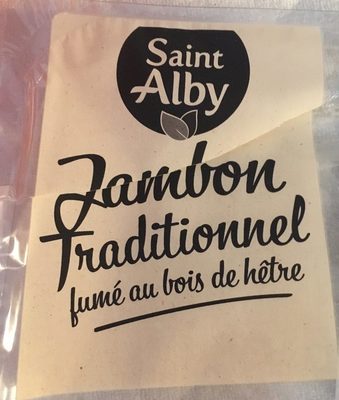 Saint
Alby
Jambon
Traditionnel
fumé au bois de hêtre